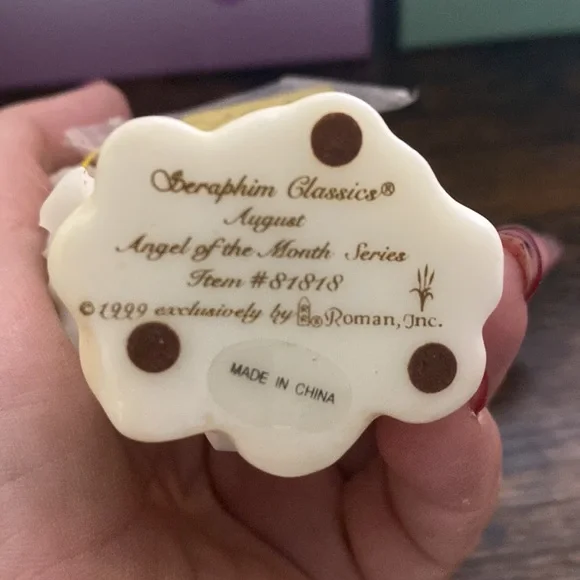 Seraphim Classics®
August
Angel of the Month Series
Item #81818
©1999 exclusively by ®Roman, Inc.
MADE IN CHINA